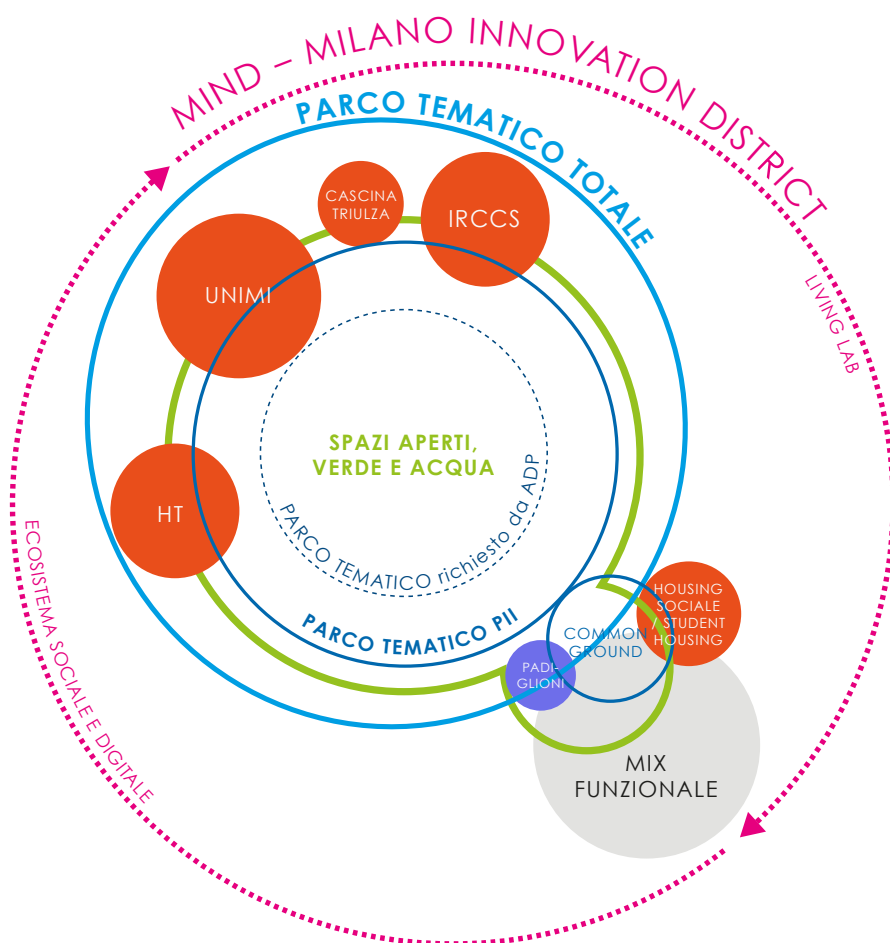 MIND – MILANO INNOVATION DISTRICT
PARCO TEMATICO TOTALE
CASCINA
TRIULZA
IRCCS
UNIMI
LIVING LAB
SPAZI APERTI,
VERDE E ACQUA
HT
PARCO TEMATICO richiesto da ADP
ECOSISTEMA SOCIALE E DIGITALE
PARCO TEMATICO PII
HOUSING
SOCIALE
/ STUDENT
HOUSING
COMMON
GROUND
PADI-
GLIONI
MIX
FUNZIONALE